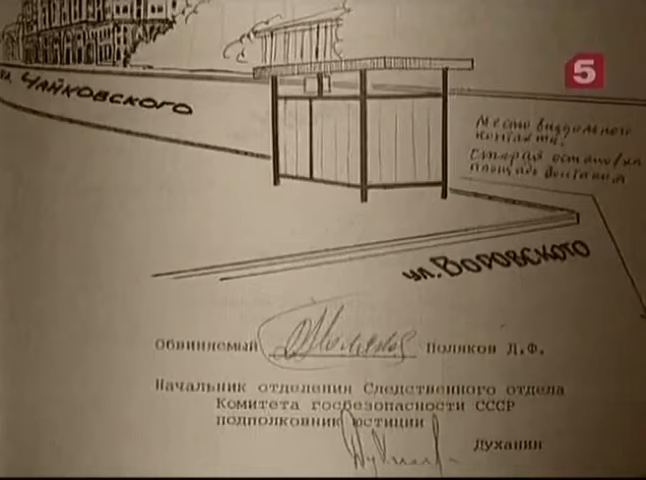 5
ул. Чайковского
Место визуального
контакта.
Старая остановка
площадь Восстания
ул. Воровского
Обвиняемый Поляков Д.Ф.
Начальник отделения Следственного отдела
Комитета госбезопасности СССР
подполковник юстиции
Духанин